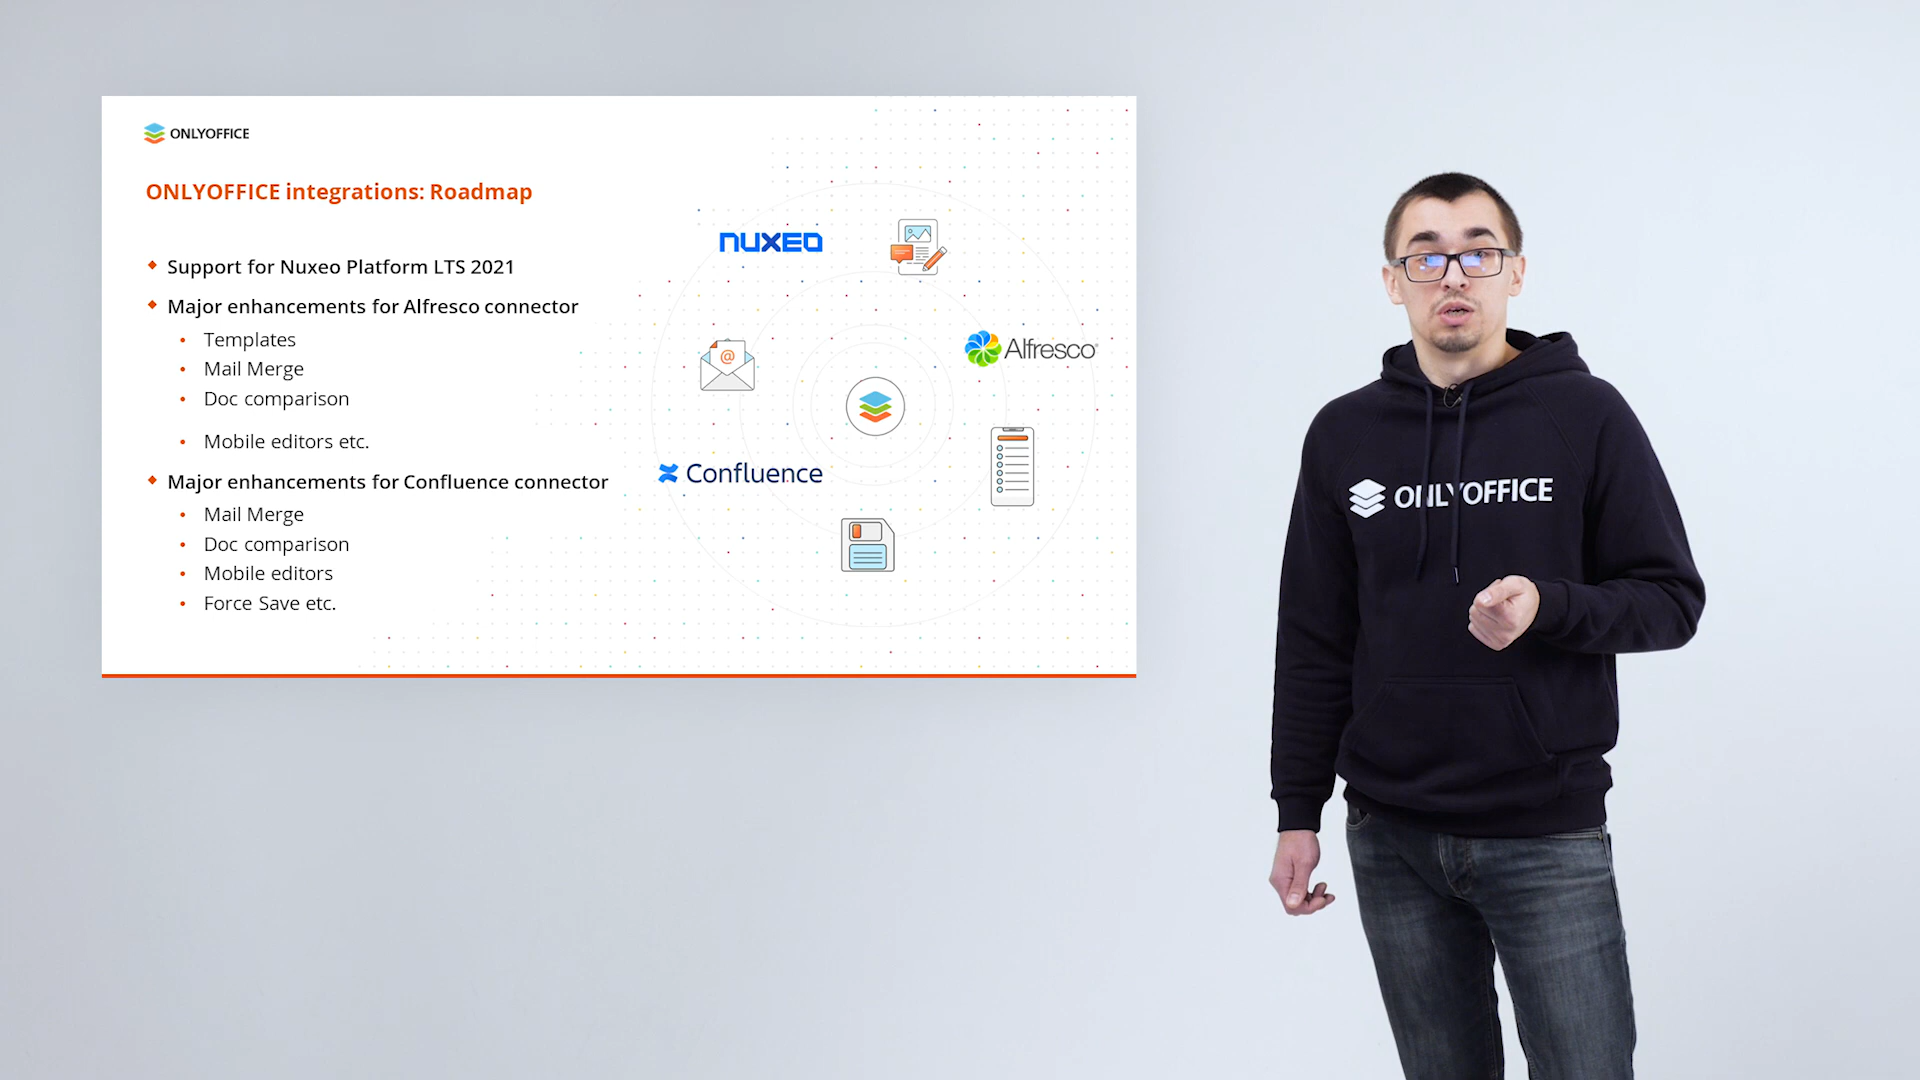 ONLYOFFICE
ONLYOFFICE integrations: Roadmap
Support for Nuxeo Platform LTS 2021
Major enhancements for Alfresco connector
Templates
Mail Merge
Doc comparison
Mobile editors etc.
Major enhancements for Confluence connector
Mail Merge
Doc comparison
Mobile editors
Force Save etc.
nuxeo
@
Alfresco
Confluence
ONLYOFFICE